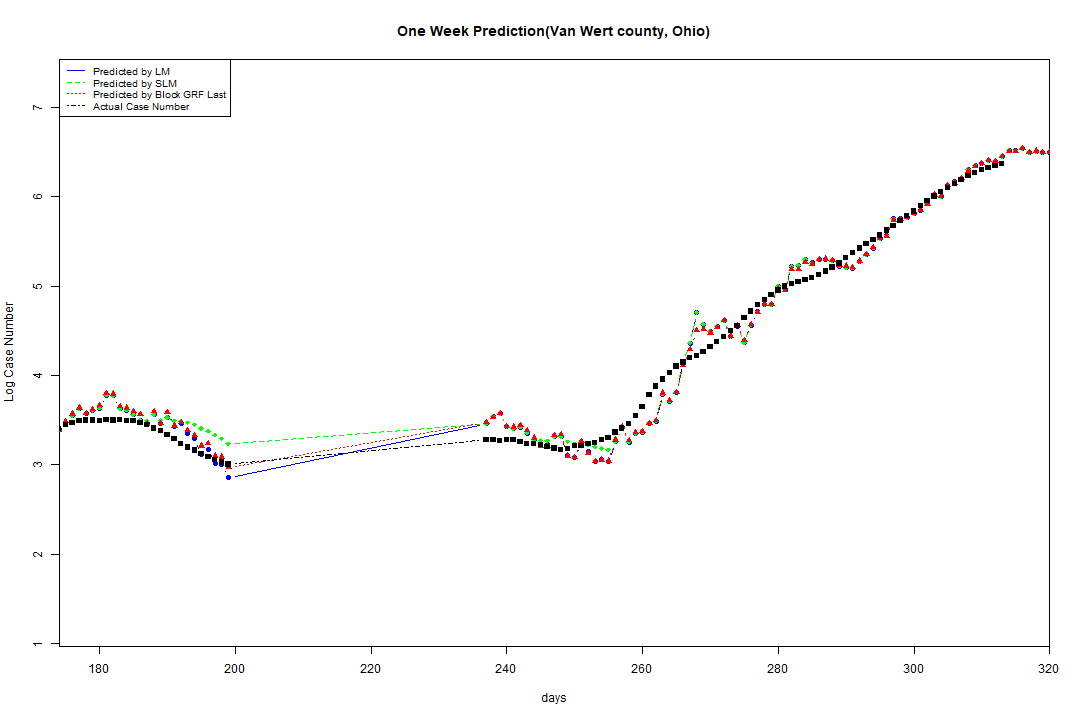 One Week Prediction(Van Wert county, Ohio)
Predicted by LM
Predicted by SLM
Predicted by Block GRF Last
Actual Case Number
7
6
5
4
3
2
1
Log Case Number
180 200 220 240 260 280 300 320
days